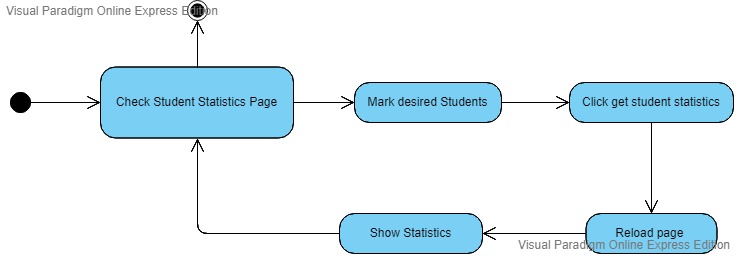 Visual Paradigm Online Express Edition
Check Student Statistics Page
Mark desired Students
Click get student statistics
Show Statistics
Reload page
Visual Paradigm Online Express Edition